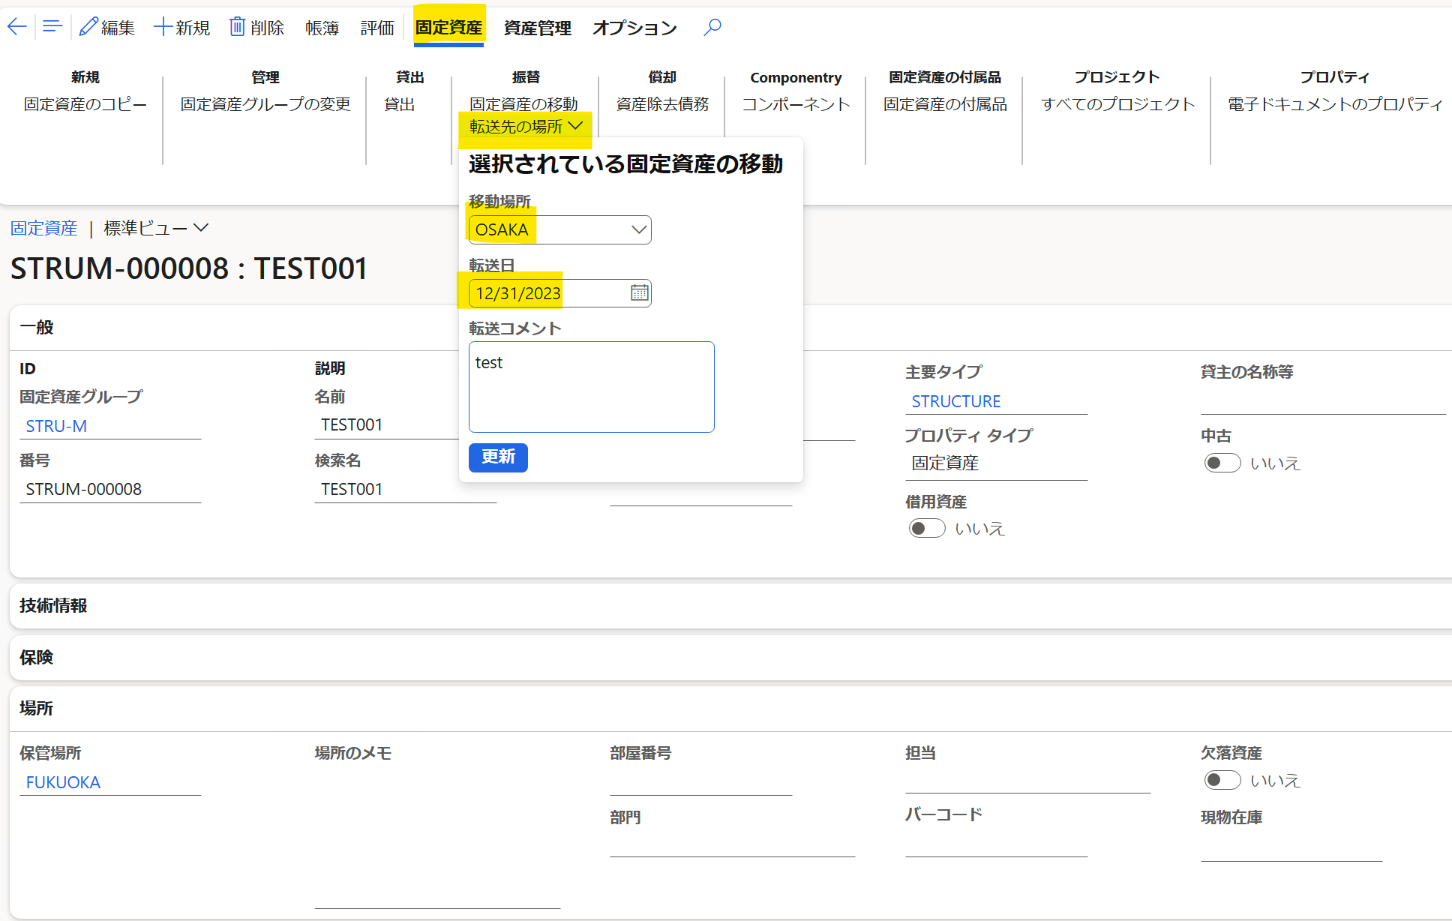 編集 新規 削除 帳簿 評価 固定資産 資産管理 オプション
新規 管理 貸出 振替 償却 Componentry 固定資産の付属品 プロジェクト プロパティ
固定資産のコピー 固定資産グループの変更 貸出 固定資産の移動 資産除去債務 コンポーネント 固定資産の付属品 すべてのプロジェクト 電子ドキュメントのプロパティ
転送先の場所
選択されている固定資産の移動
移動場所
OSAKA
転送日
12/31/2023
転送コメント
test
更新
固定資産 | 標準ビュー
STRUM-000008 : TEST001
一般
ID
固定資産グループ
STRU-M
番号
STRUM-000008
説明
名前
TEST001
検索名
TEST001
主要タイプ
STRUCTURE
プロパティ タイプ
固定資産
借用資産
いいえ
貸主の名称等
中古
いいえ
技術情報
保険
場所
保管場所
FUKUOKA
場所のメモ
部屋番号
部門
担当
バーコード
欠落資産
いいえ
現物在庫